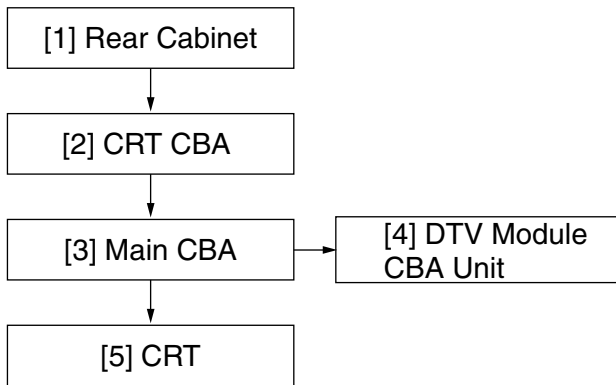 [1] Rear Cabinet
[2] CRT CBA
[3] Main CBA
[4] DTV Module
CBA Unit
[5] CRT